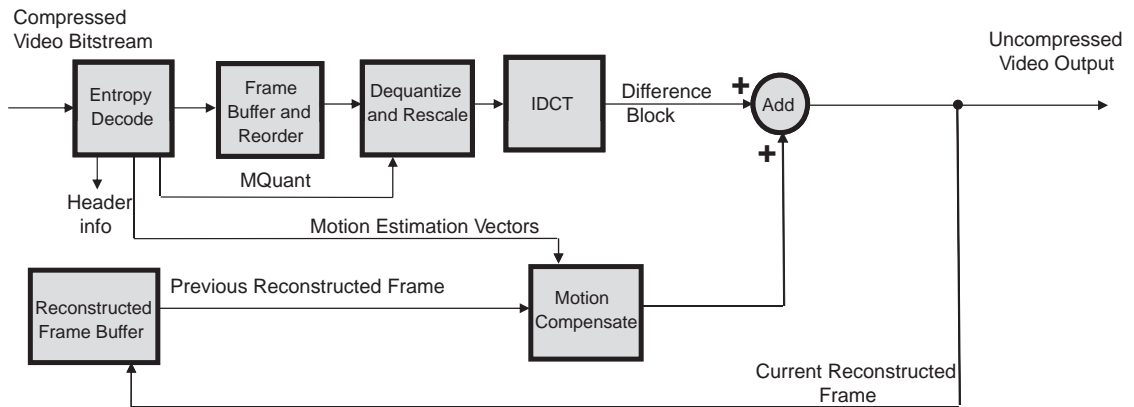 Compressed
Video Bitstream
Uncompressed
Video Output
Entropy
Decode
Frame
Buffer and
Reorder
Dequantize
and Rescale
IDCT
Difference
Block
+
Add
+
MQuant
Header
info
Motion Estimation Vectors
Previous Reconstructed Frame
Reconstructed
Frame Buffer
Motion
Compensate
Current Reconstructed
Frame